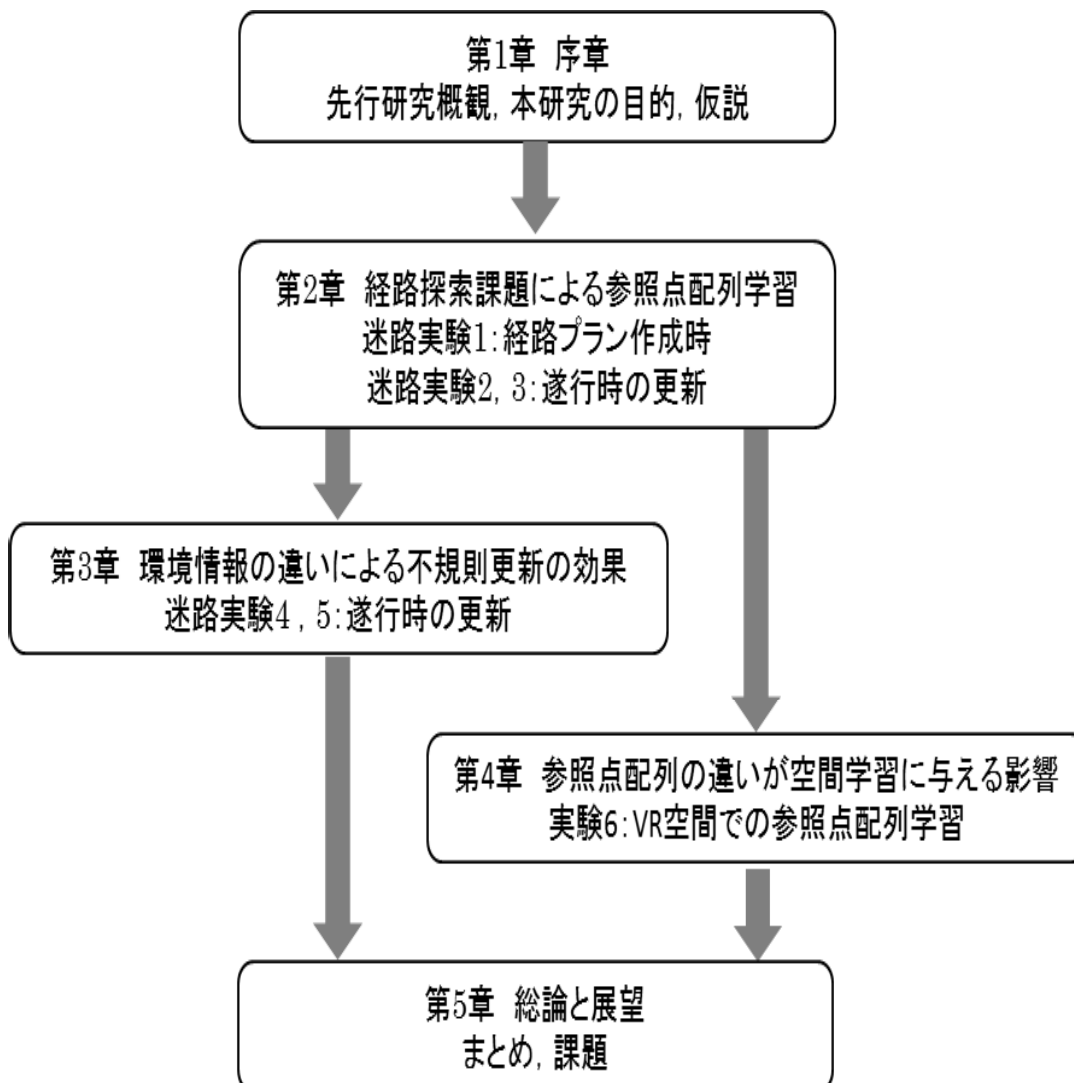 第1章 序章
先行研究概観, 本研究の目的, 仮説
第2章 経路探索課題による参照点配列学習
迷路実験1:経路プラン作成時
迷路実験2, 3:遂行時の更新
第3章 環境情報の違いによる不規則更新の効果
迷路実験4, 5:遂行時の更新
第4章 参照点配列の違いが空間学習に与える影響
実験6:VR空間での参照点配列学習
第5章 総論と展望
まとめ, 課題